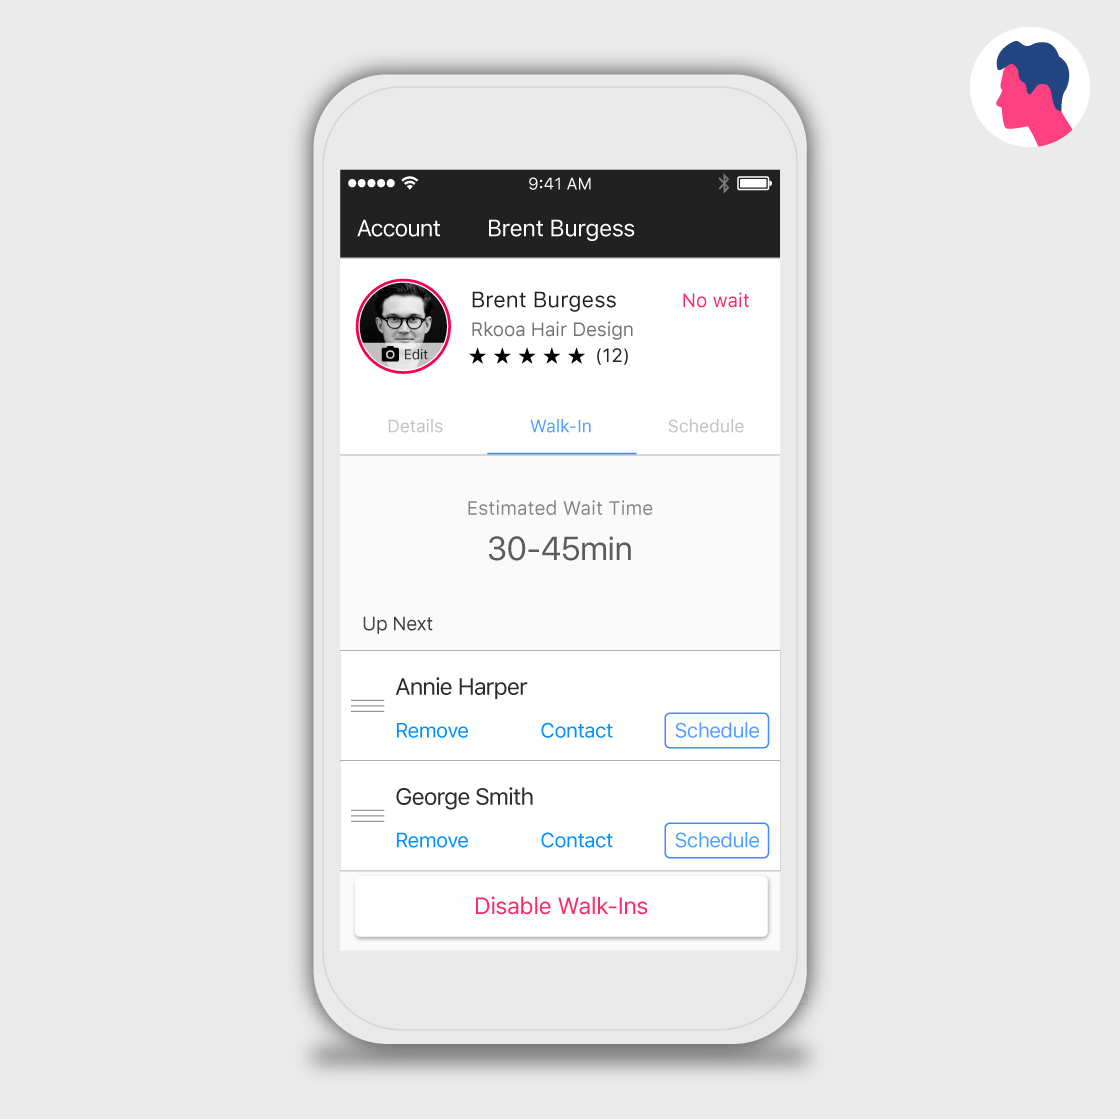 9:41 AM
Account Brent Burgess
Brent Burgess No wait
Rkooa Hair Design
★ ★ ★ ★ ★ (12)
Edit
Details Walk-In Schedule
Estimated Wait Time
30-45min
Up Next
Annie Harper
Remove Contact Schedule
George Smith
Remove Contact Schedule
Disable Walk-Ins